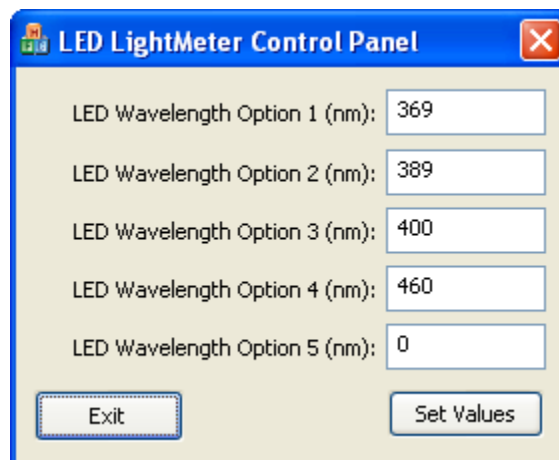 LED LightMeter Control Panel
LED Wavelength Option 1 (nm): 369
LED Wavelength Option 2 (nm): 389
LED Wavelength Option 3 (nm): 400
LED Wavelength Option 4 (nm): 460
LED Wavelength Option 5 (nm): 0
Exit Set Values